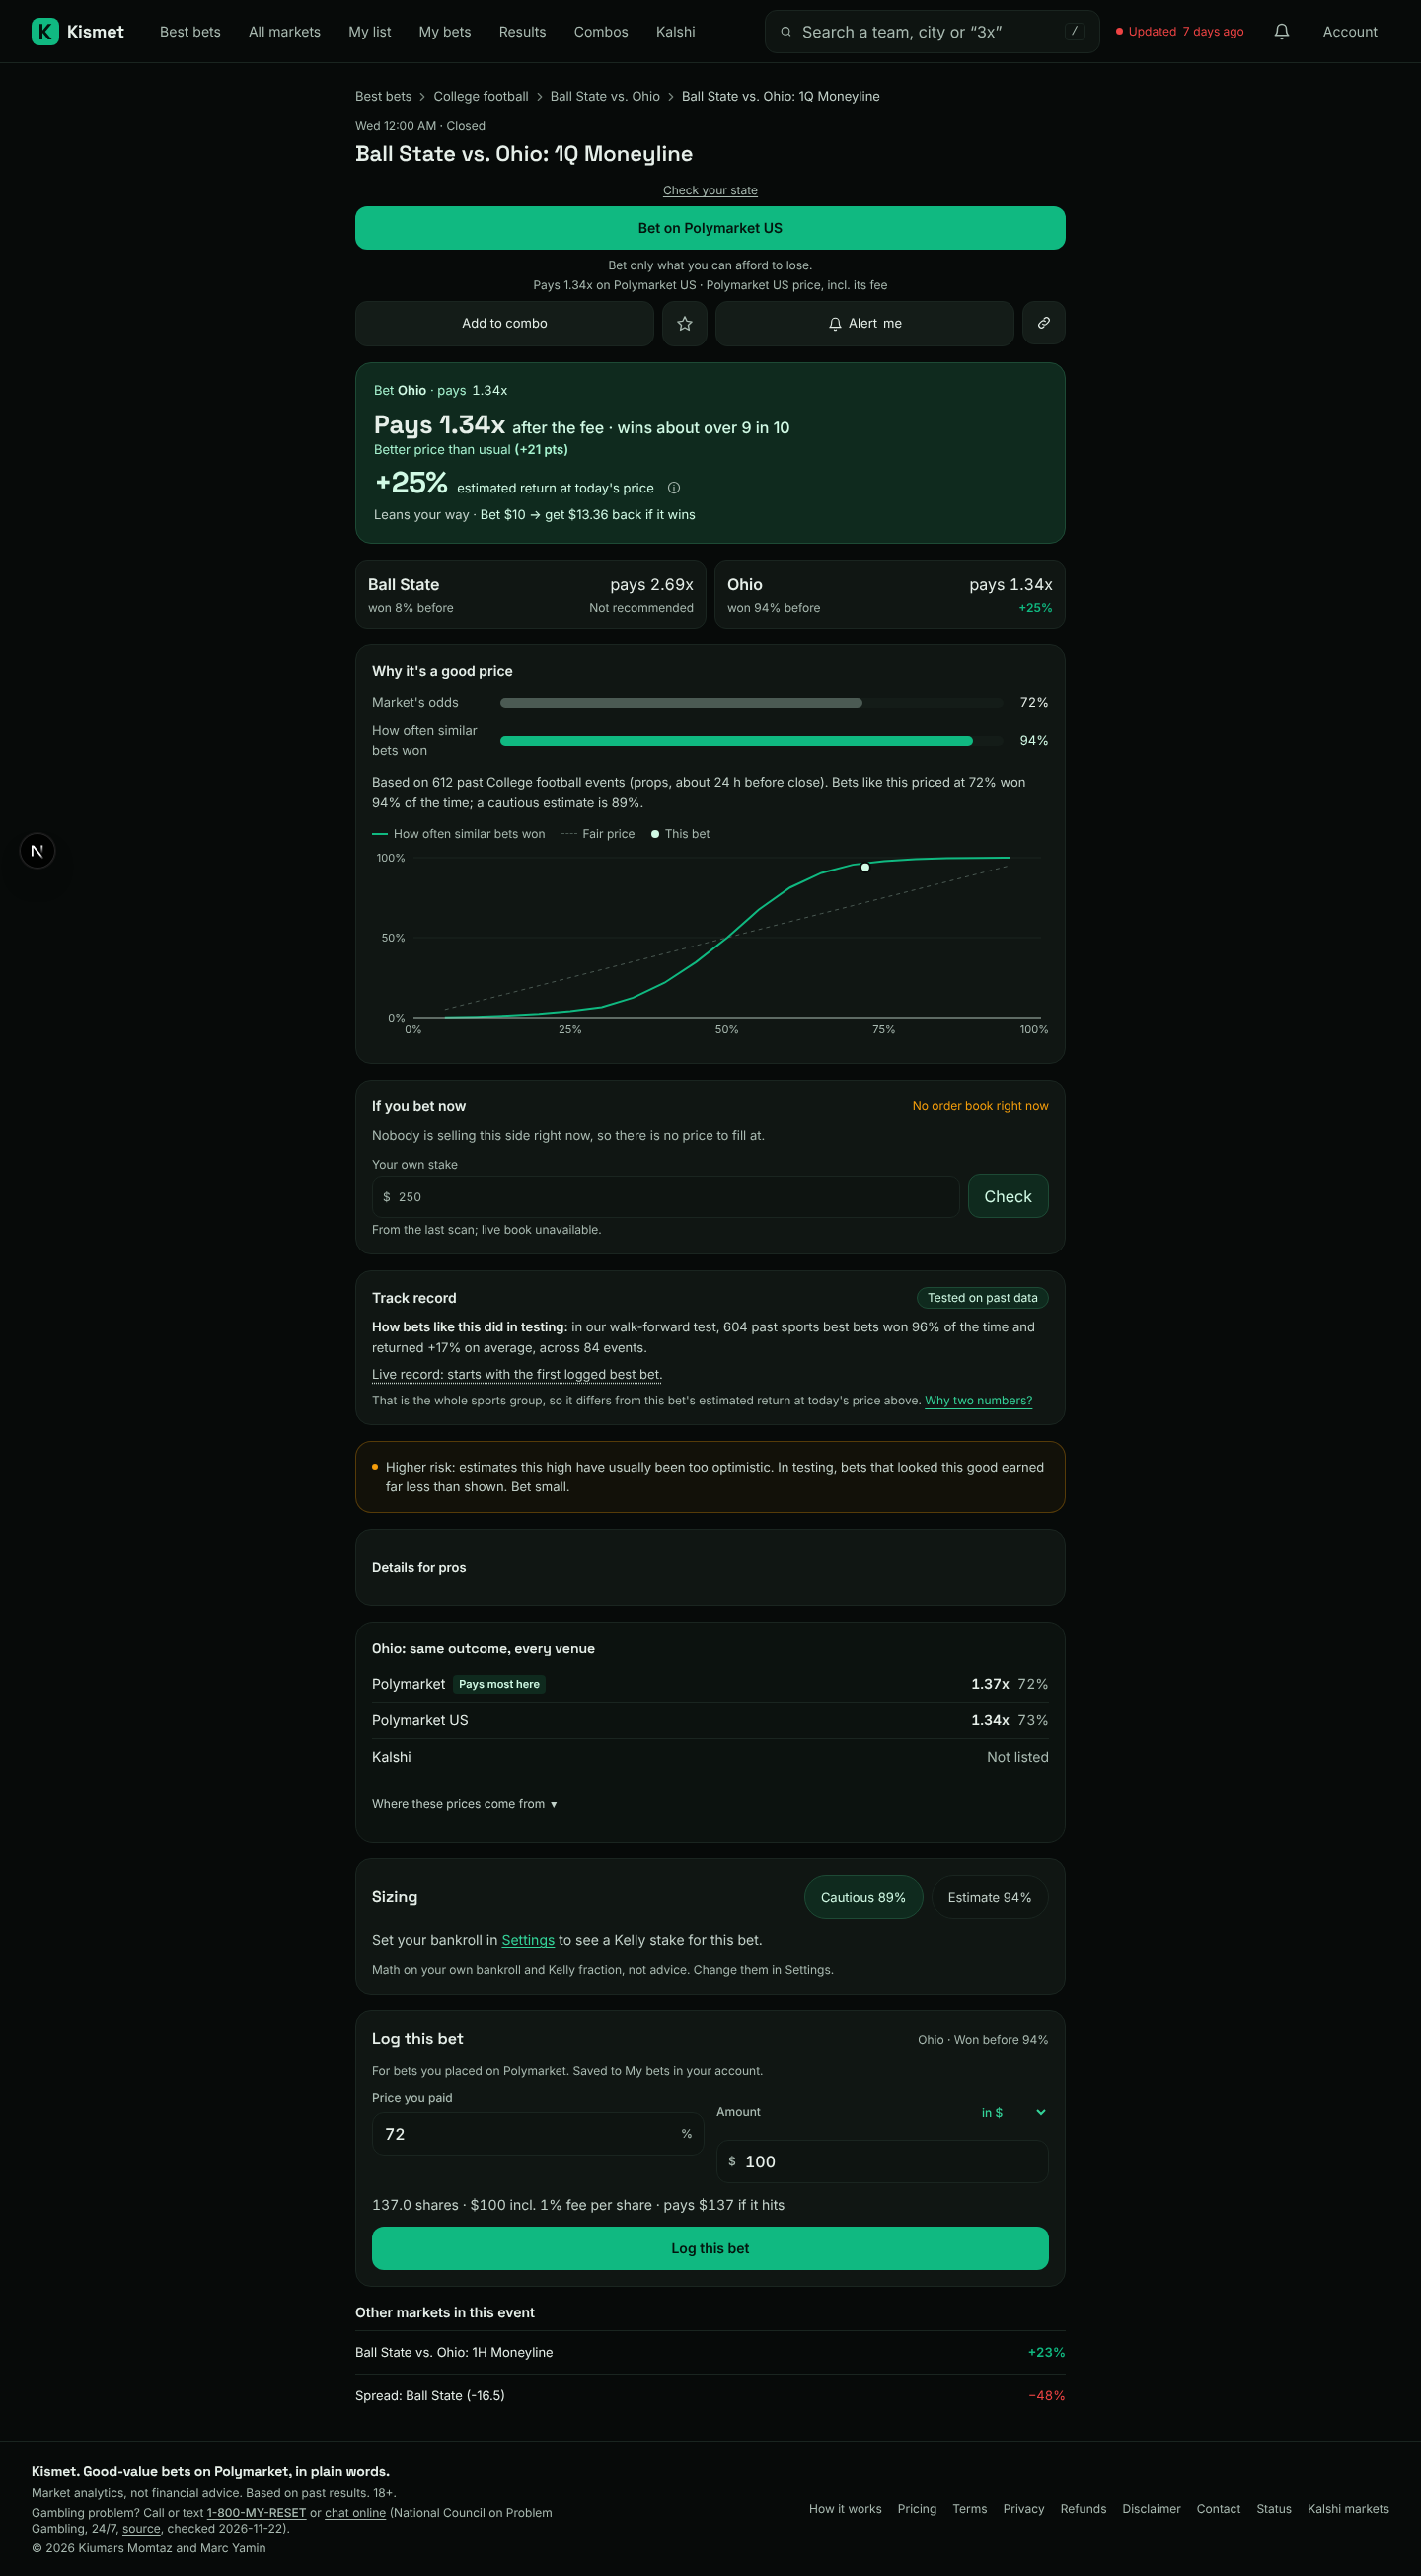 K Kismet
Best bets
All markets
My list
My bets
Results
Combos
Kalshi
Search a team, city or “3x”
/
Updated 7 days ago
Account
Best bets > College football > Ball State vs. Ohio > Ball State vs. Ohio: 1Q Moneyline
Wed 12:00 AM · Closed
Ball State vs. Ohio: 1Q Moneyline
Check your state
Bet on Polymarket US
Bet only what you can afford to lose.
Pays 1.34x on Polymarket US · Polymarket US price, incl. its fee
Add to combo
Alert me
Bet Ohio · pays 1.34x
Pays 1.34x after the fee · wins about over 9 in 10
Better price than usual (+21 pts)
+25% estimated return at today's price
Leans your way · Bet $10 → get $13.36 back if it wins
Ball State
pays 2.69x
won 8% before
Not recommended
Ohio
pays 1.34x
won 94% before
+25%
Why it's a good price
Market's odds
72%
How often similar
bets won
94%
Based on 612 past College football events (props, about 24 h before close). Bets like this priced at 72% won
94% of the time; a cautious estimate is 89%.
How often similar bets won
Fair price
This bet
100%
50%
0%
0%
25%
50%
75%
100%
N
If you bet now
No order book right now
Nobody is selling this side right now, so there is no price to fill at.
Your own stake
$ 250
Check
From the last scan; live book unavailable.
Track record
Tested on past data
How bets like this did in testing: in our walk-forward test, 604 past sports best bets won 96% of the time and
returned +17% on average, across 84 events.
Live record: starts with the first logged best bet.
That is the whole sports group, so it differs from this bet's estimated return at today's price above. Why two numbers?
Higher risk: estimates this high have usually been too optimistic. In testing, bets that looked this good earned
far less than shown. Bet small.
Details for pros
Ohio: same outcome, every venue
Polymarket Pays most here
1.37x 72%
Polymarket US
1.34x 73%
Kalshi
Not listed
Where these prices come from ▾
Sizing
Cautious 89%
Estimate 94%
Set your bankroll in Settings to see a Kelly stake for this bet.
Math on your own bankroll and Kelly fraction, not advice. Change them in Settings.
Log this bet
Ohio · Won before 94%
For bets you placed on Polymarket. Saved to My bets in your account.
Price you paid
72
%
Amount
in $
$ 100
137.0 shares · $100 incl. 1% fee per share · pays $137 if it hits
Log this bet
Other markets in this event
Ball State vs. Ohio: 1H Moneyline
+23%
Spread: Ball State (-16.5)
−48%
Kismet. Good-value bets on Polymarket, in plain words.
Market analytics, not financial advice. Based on past results. 18+.
Gambling problem? Call or text 1-800-MY-RESET or chat online (National Council on Problem
Gambling, 24/7, source, checked 2026-11-22).
© 2026 Kiumars Momtaz and Marc Yamin
How it works
Pricing
Terms
Privacy
Refunds
Disclaimer
Contact
Status
Kalshi markets